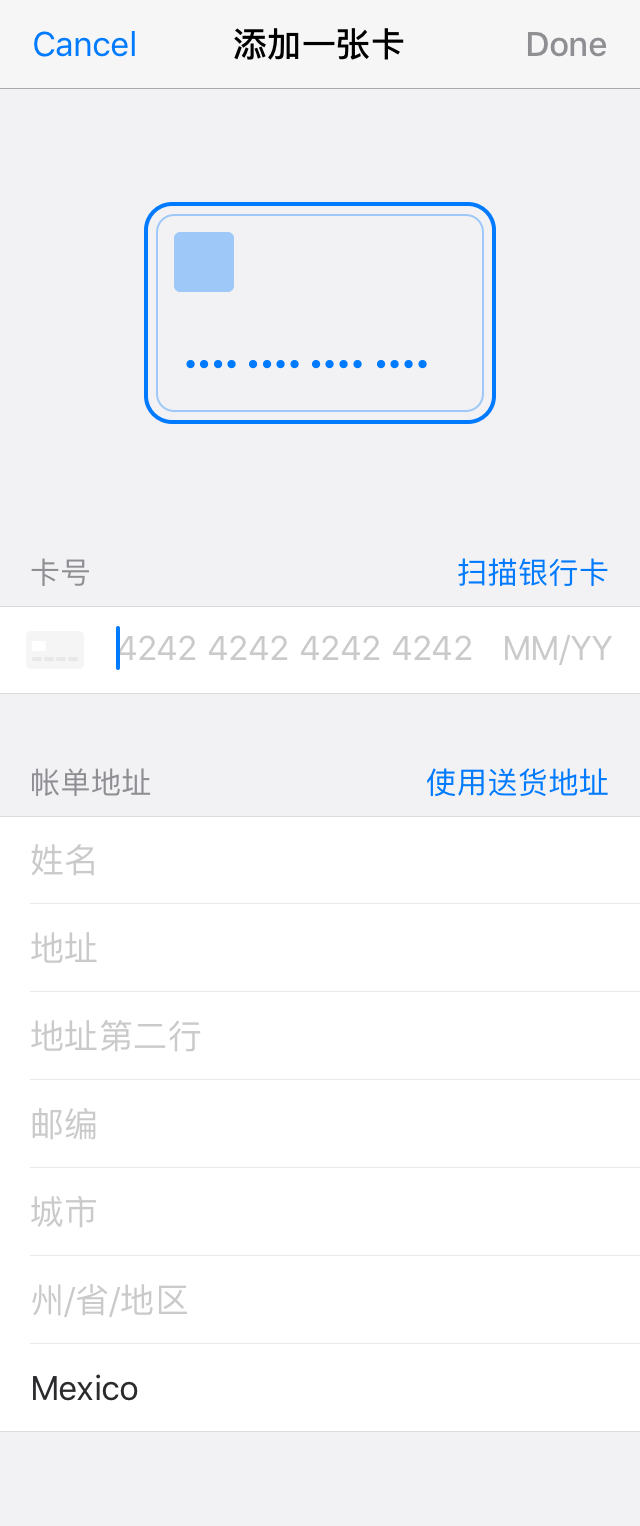 Cancel 添加一张卡 Done
•••• •••• •••• ••••
卡号 扫描银行卡
4242 4242 4242 4242 MM/YY
帐单地址 使用送货地址
姓名
地址
地址第二行
邮编
城市
州/省/地区
Mexico